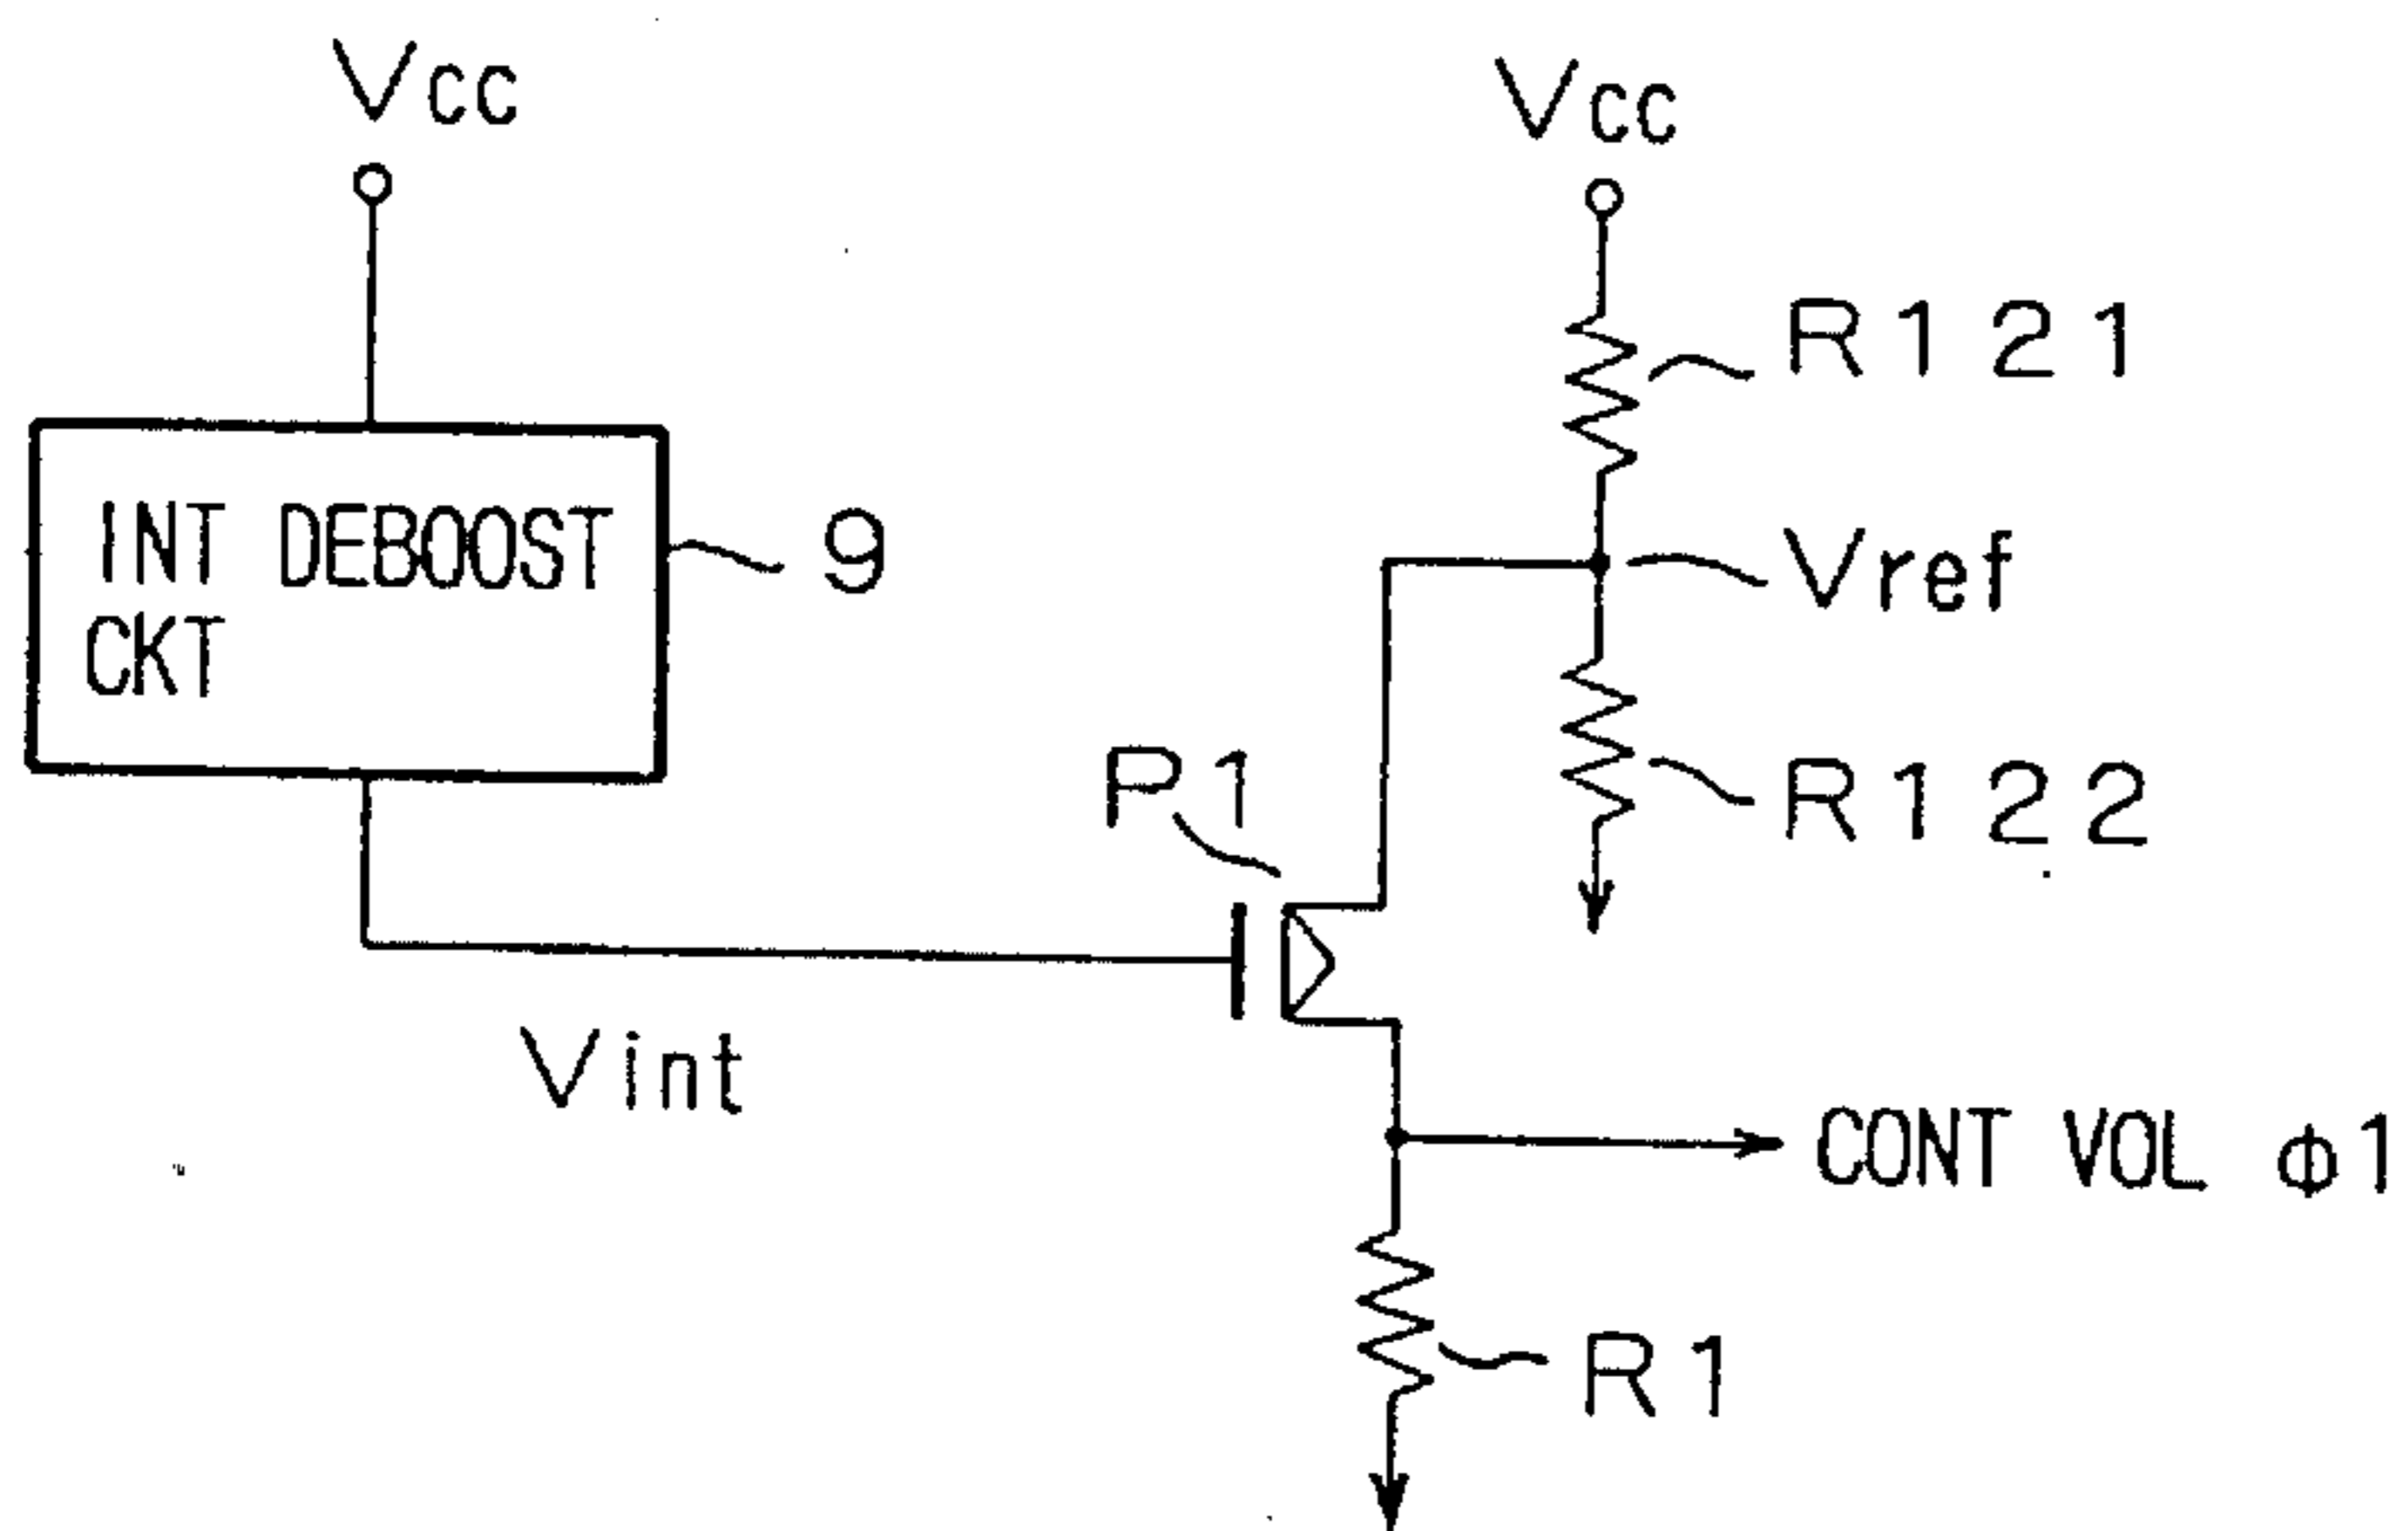 Vcc
Vcc
R121
INT DEBOOST
CKT
9
Vref
P1
R122
Vint
CONT VOL φ1
R1